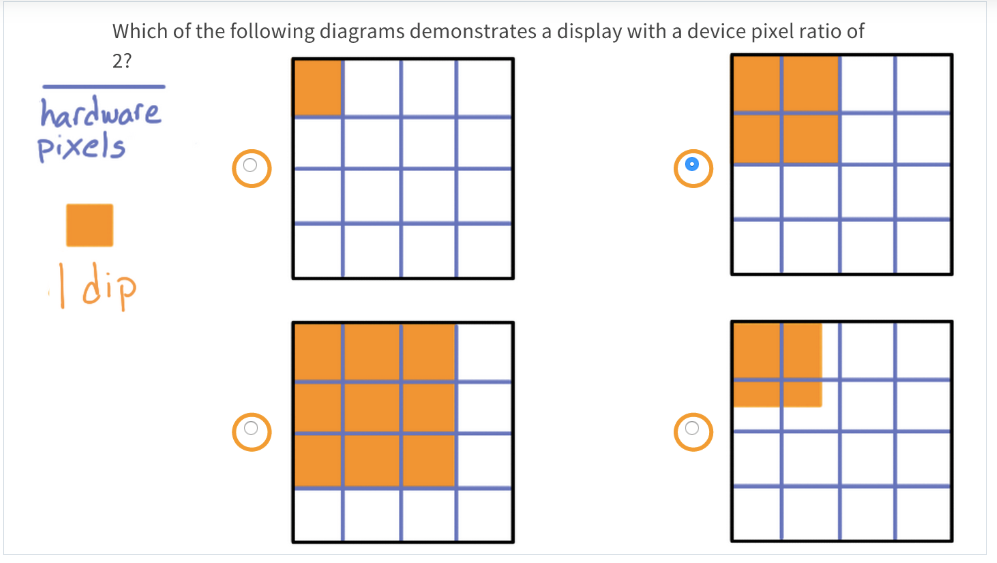 Which of the following diagrams demonstrates a display with a device pixel ratio of
2?
hardware
pixels
1 dip